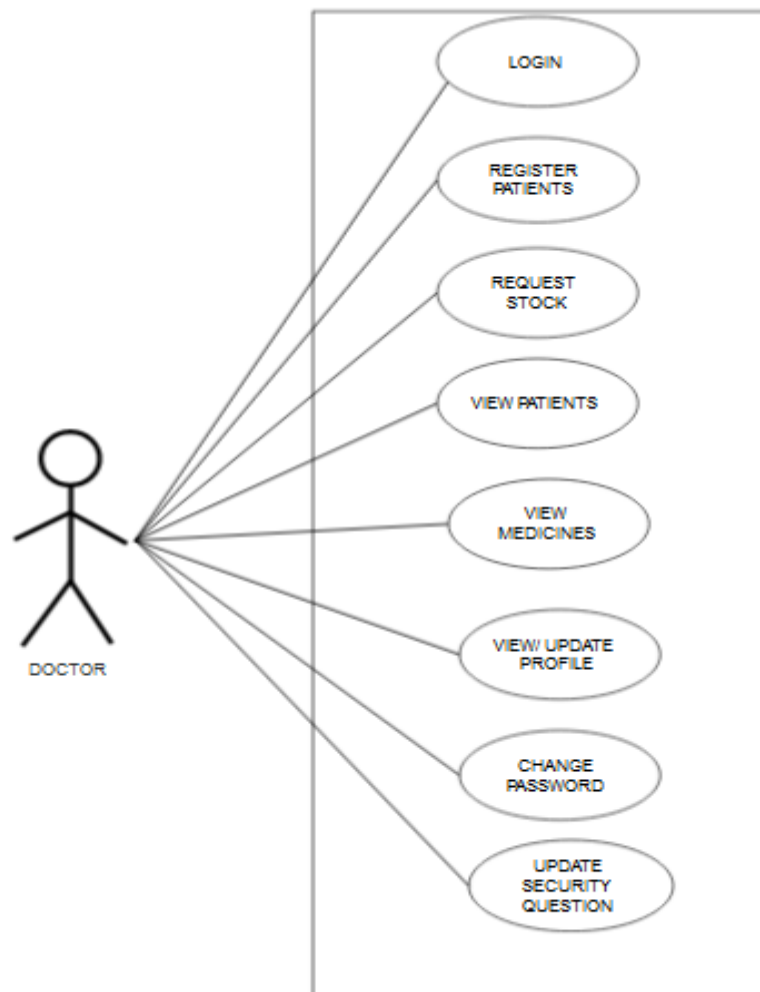 LOGIN
REGISTER
PATIENTS
REQUEST
STOCK
VIEW PATIENTS
VIEW
MEDICINES
VIEW/ UPDATE
PROFILE
DOCTOR
CHANGE
PASSWORD
UPDATE
SECURITY
QUESTION